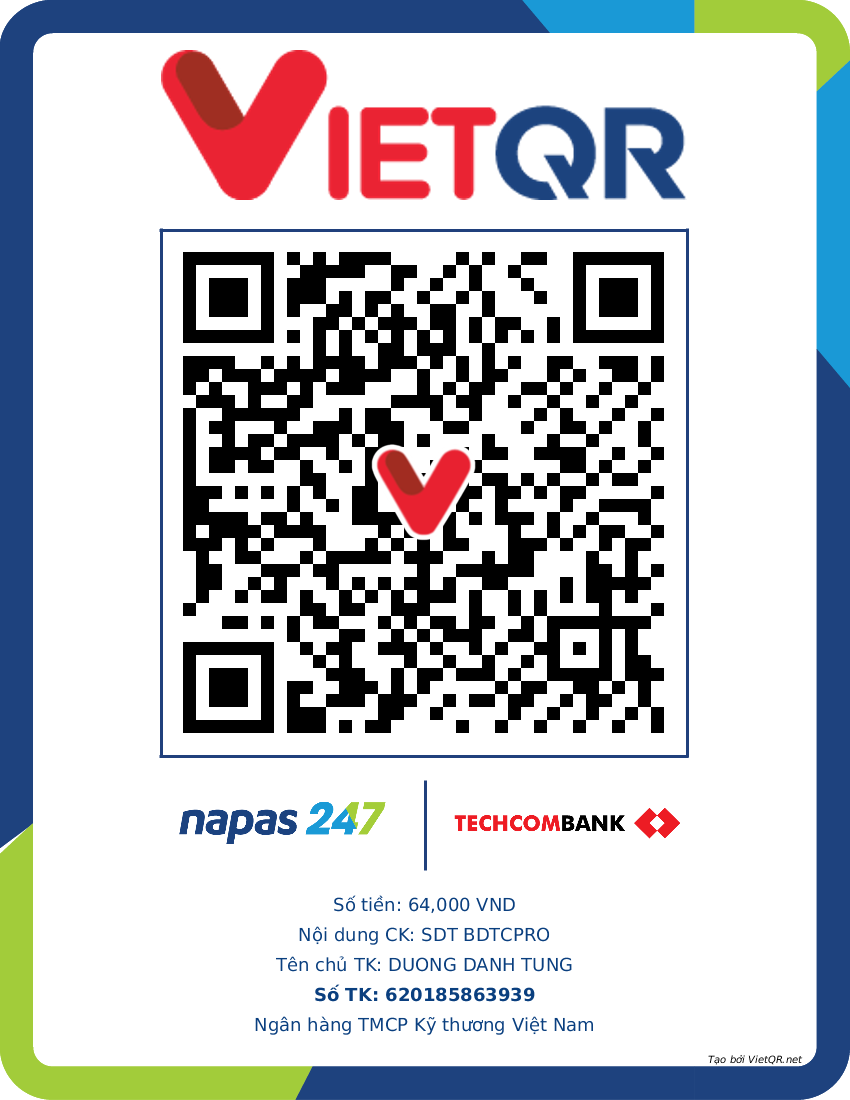 VIETQR
napas 247
TECHCOMBANK
Số tiền: 64,000 VND
Nội dung CK: SDT BDTCPRO
Tên chủ TK: DUONG DANH TUNG
Số TK: 620185863939
Ngân hàng TMCP Kỹ thương Việt Nam
Tạo bởi VietQR.net